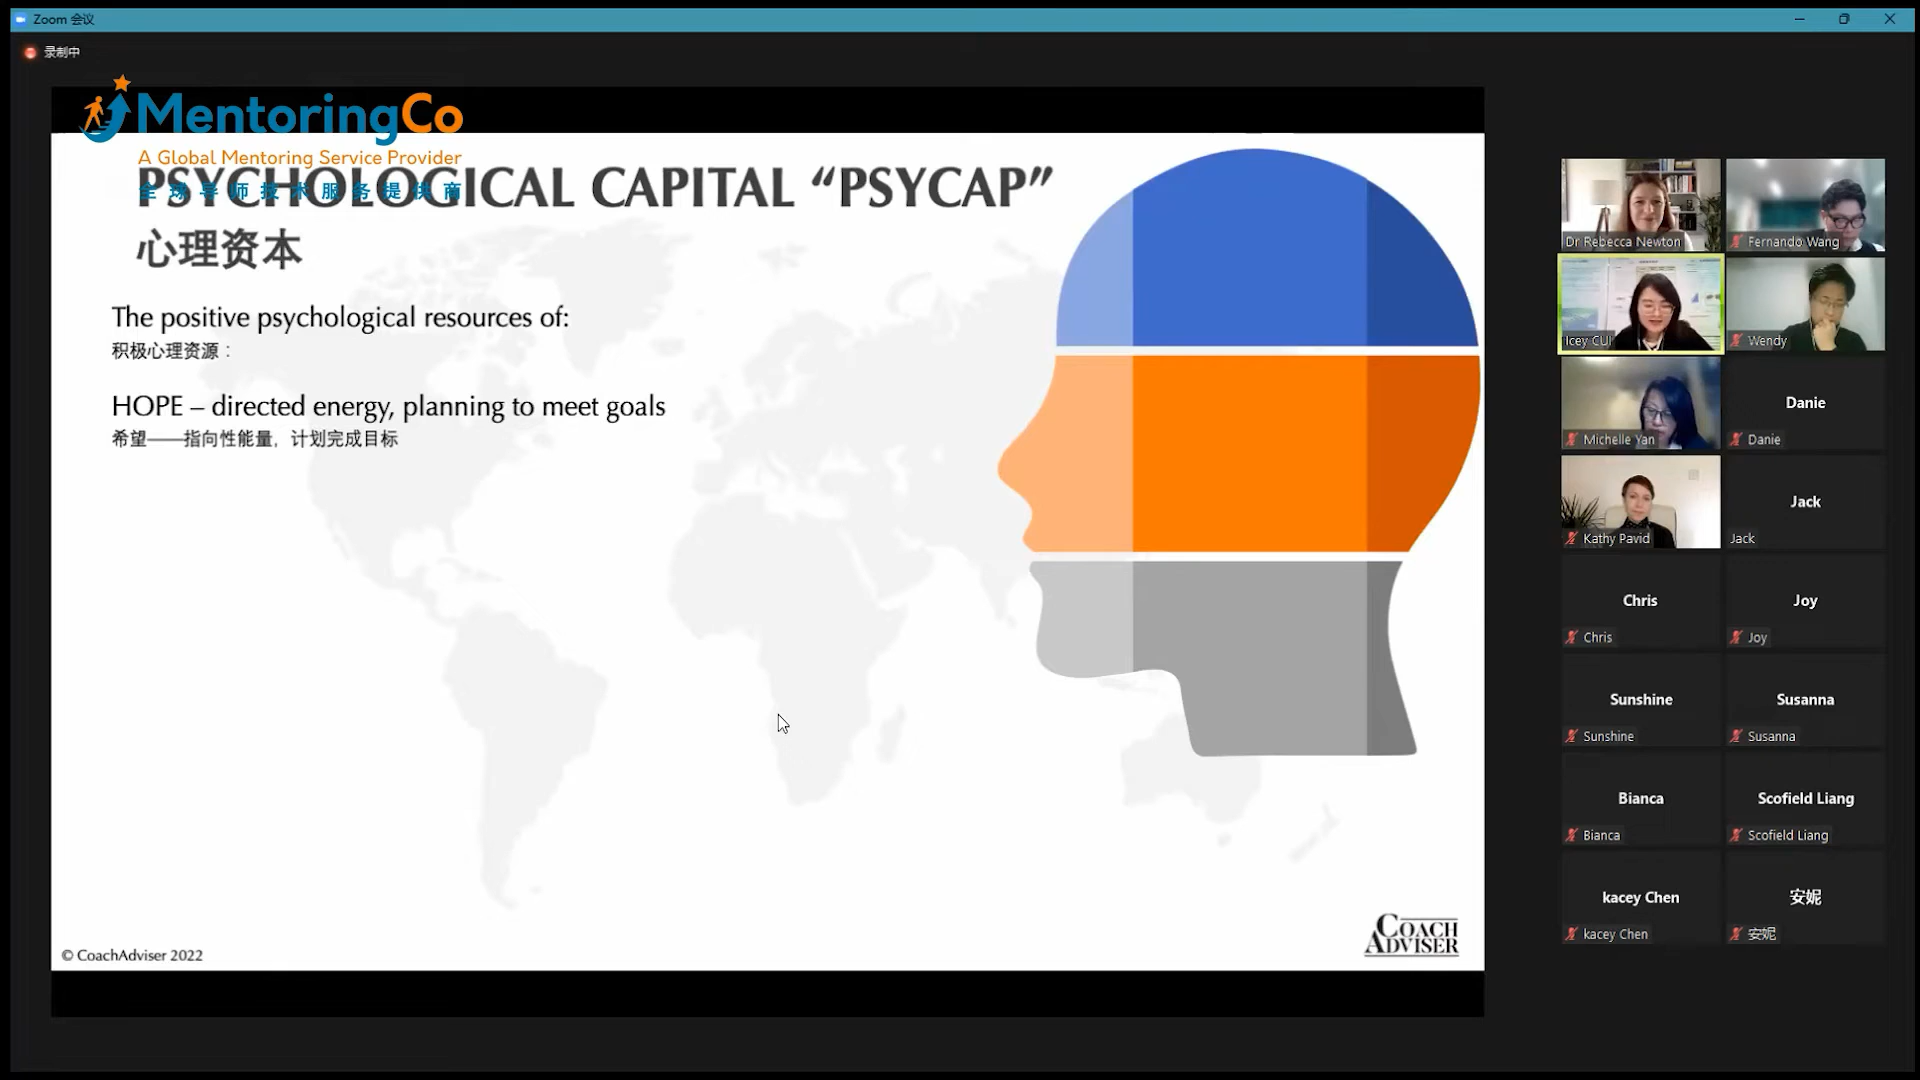 Zoom 会议
录制中
MentoringCo
A Global Mentoring Service Provider
全球导师技术服务提供商
PSYCHOLOGICAL CAPITAL “PSYCAP”
心理资本
The positive psychological resources of:
积极心理资源：
HOPE – directed energy, planning to meet goals
希望——指向性能量，计划完成目标
© CoachAdviser 2022
COACH
ADVISER
Dr Rebecca Newton
Fernando Wang
Icey CUI
Wendy
Michelle Yan
Danie
Danie
Kathy Pavid
Jack
Jack
Chris
Chris
Joy
Joy
Sunshine
Sunshine
Susanna
Susanna
Bianca
Bianca
Scofield Liang
Scofield Liang
kacey Chen
kacey Chen
安妮
安妮